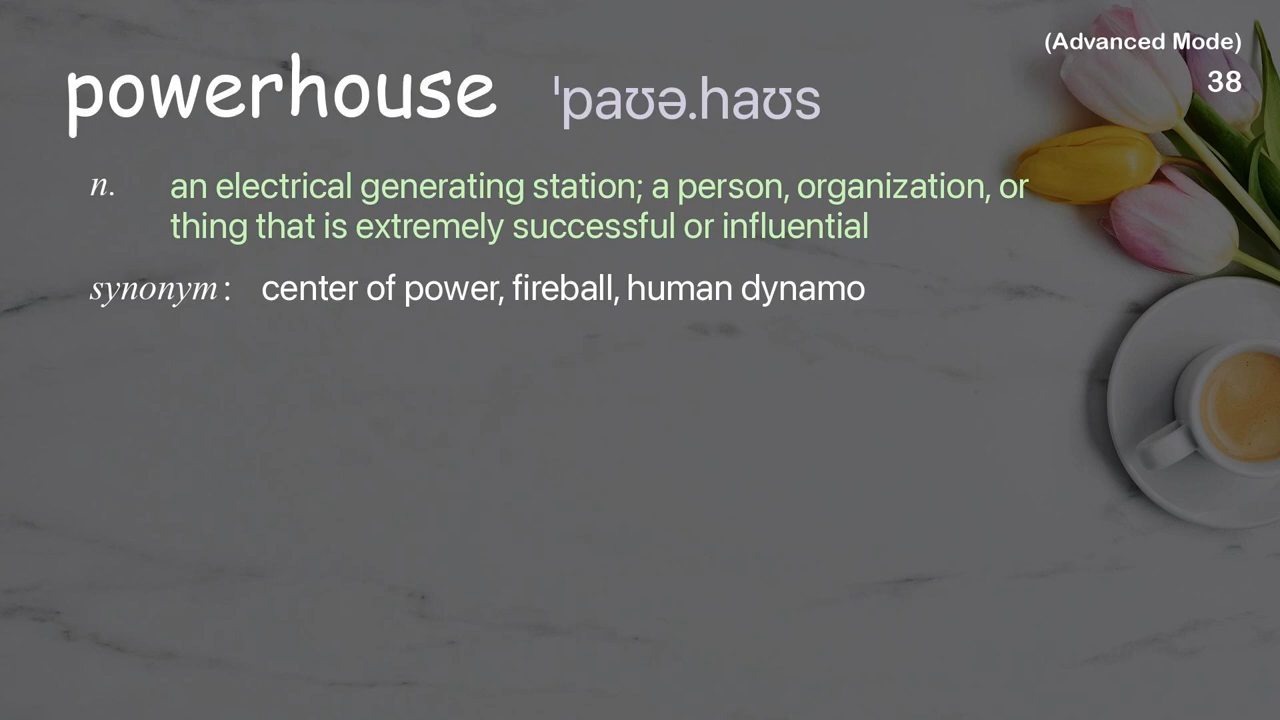 (Advanced Mode)
38
powerhouse ˈpaʊə.haʊs
n. an electrical generating station; a person, organization, or
thing that is extremely successful or influential
synonym: center of power, fireball, human dynamo